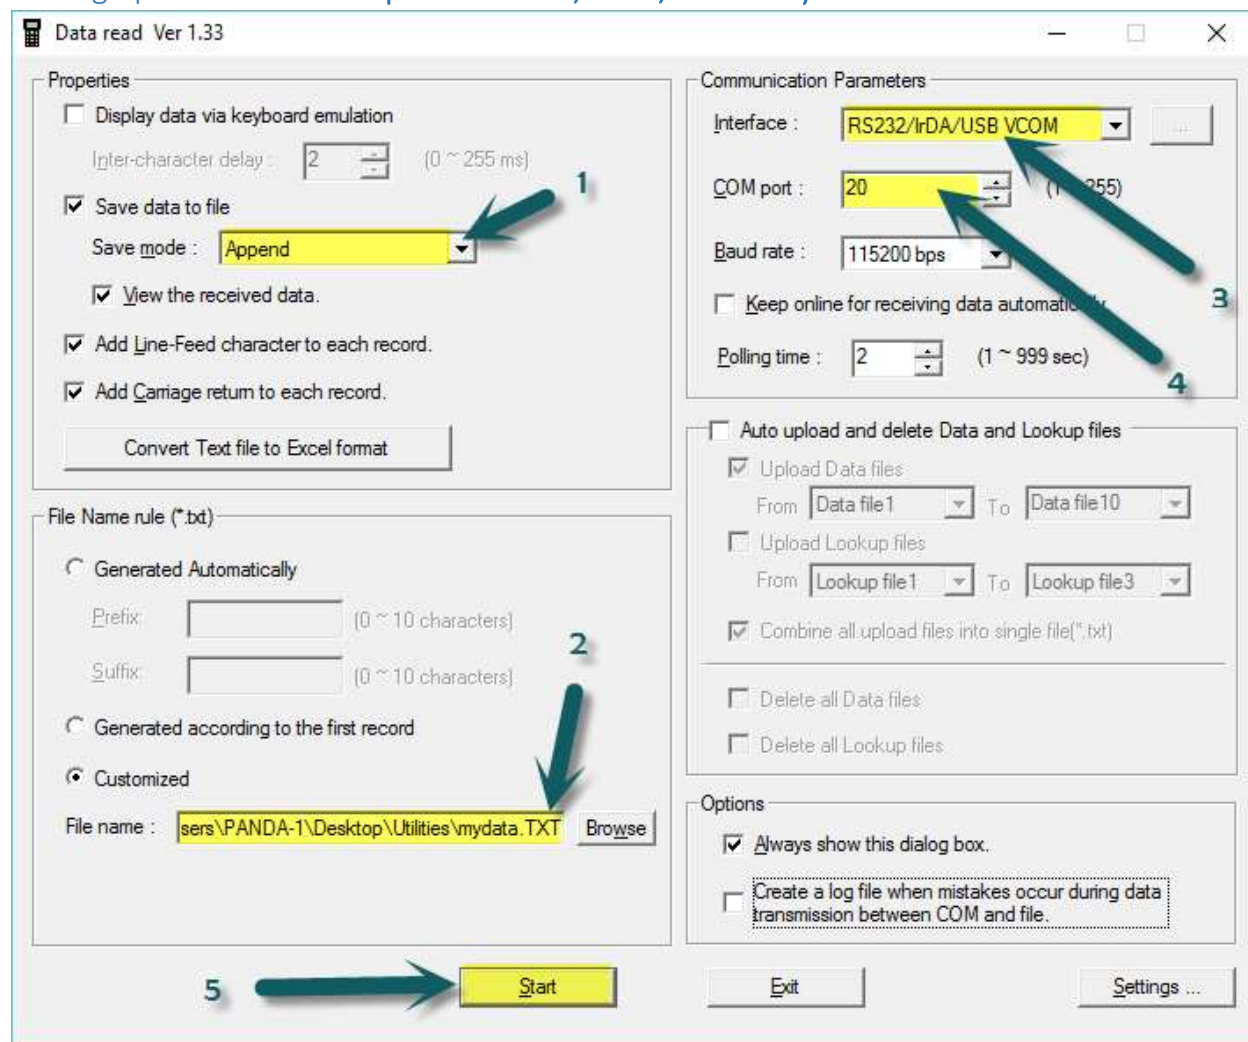 Data read Ver 1.33
Properties
Display data via keyboard emulation
Inter-character delay : 2 (0 ~ 255 ms)
1
Save data to file
Save mode : Append
View the received data.
Add Line-Feed character to each record.
Add Carriage return to each record.
Convert Text file to Excel format
File Name rule (*.txt)
Generated Automatically
Prefix: (0 ~ 10 characters)
2
Suffix: (0 ~ 10 characters)
Generated according to the first record
Customized
File name : sers\PANDA-1\Desktop\Utilities\mydata.TXT Browse
Communication Parameters
Interface : RS232/IrDA/USB VCOM ...
COM port : 20 255)
Baud rate : 115200 bps
3
Keep online for receiving data
Polling time : 2 (1 ~ 999 sec)
4
Auto upload and delete Data and Lookup files
Upload Data files
From Data file1 To Data file10
Upload Lookup files
From Lookup file1 To Lookup file3
Combine all upload files into single file(*.txt)
Delete all Data files
Delete all Lookup files
Options
Always show this dialog box.
Create a log file when mistakes occur during data
transmission between COM and file.
5 Start Exit Settings ...